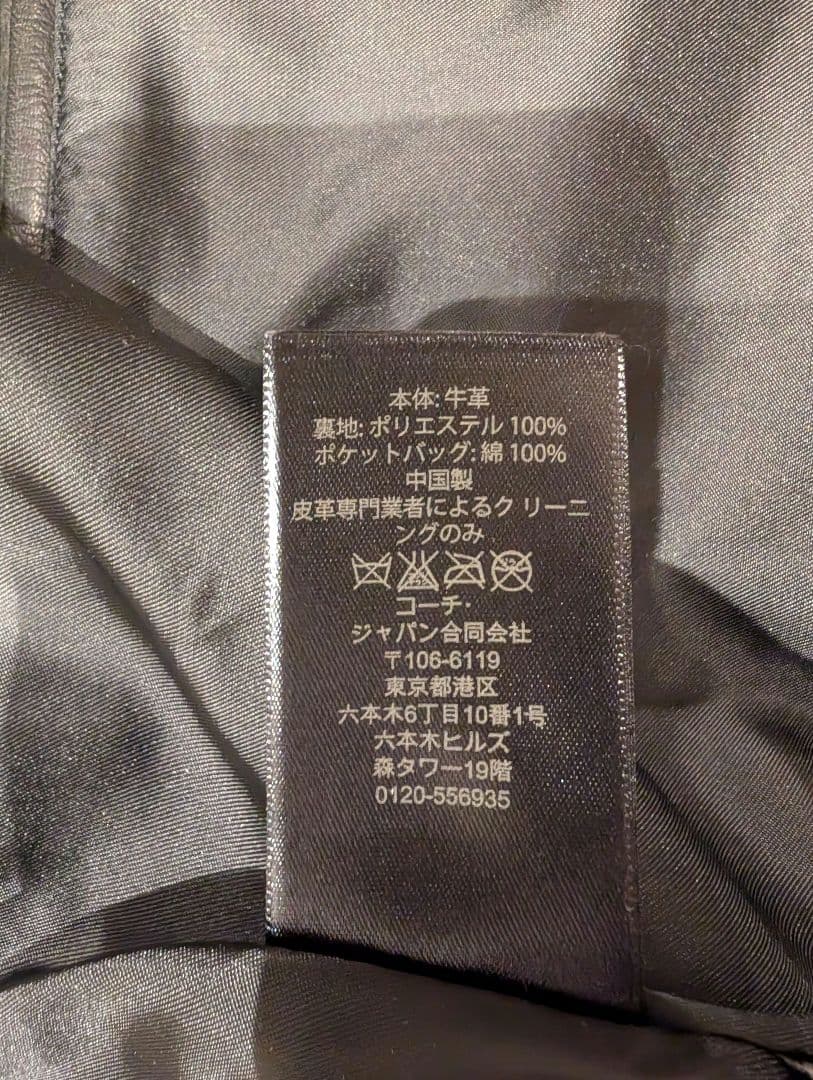 本体: 牛革
裏地: ポリエステル 100%
ポケットバッグ: 綿 100%
中国製
皮革専門業者によるク リーニ
ングのみ
コーチ・
ジャパン合同会社
〒106-6119
東京都港区
六本木6丁目10番1号
六本木ヒルズ
森タワー19階
0120-556935